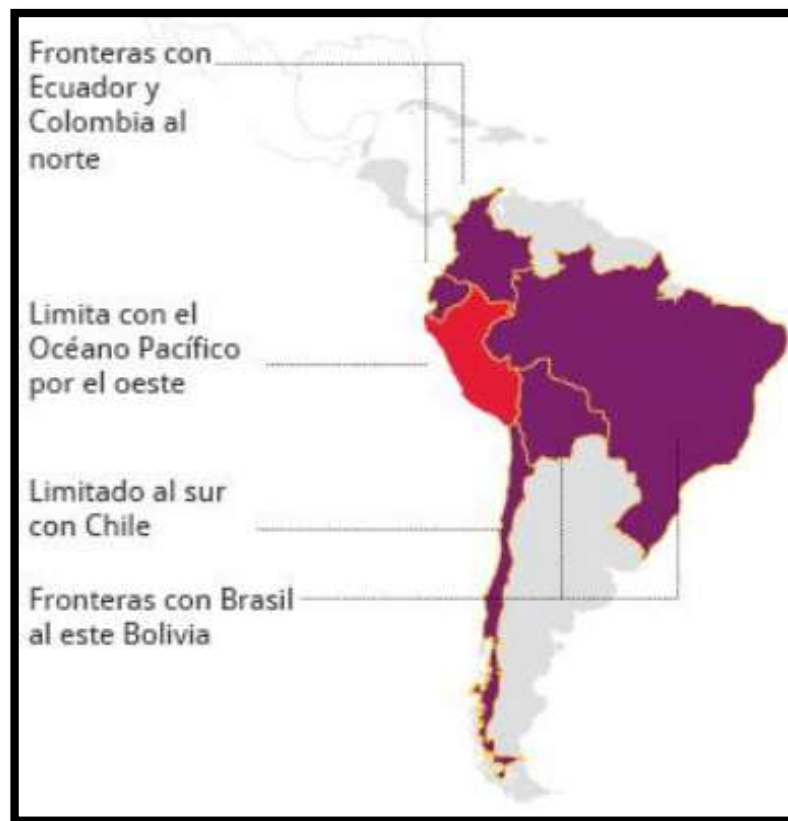 Fronteras con
Ecuador y
Colombia al
norte
Limita con el
Océano Pacífico
por el oeste
Limitado al sur
con Chile
Fronteras con Brasil
al este Bolivia